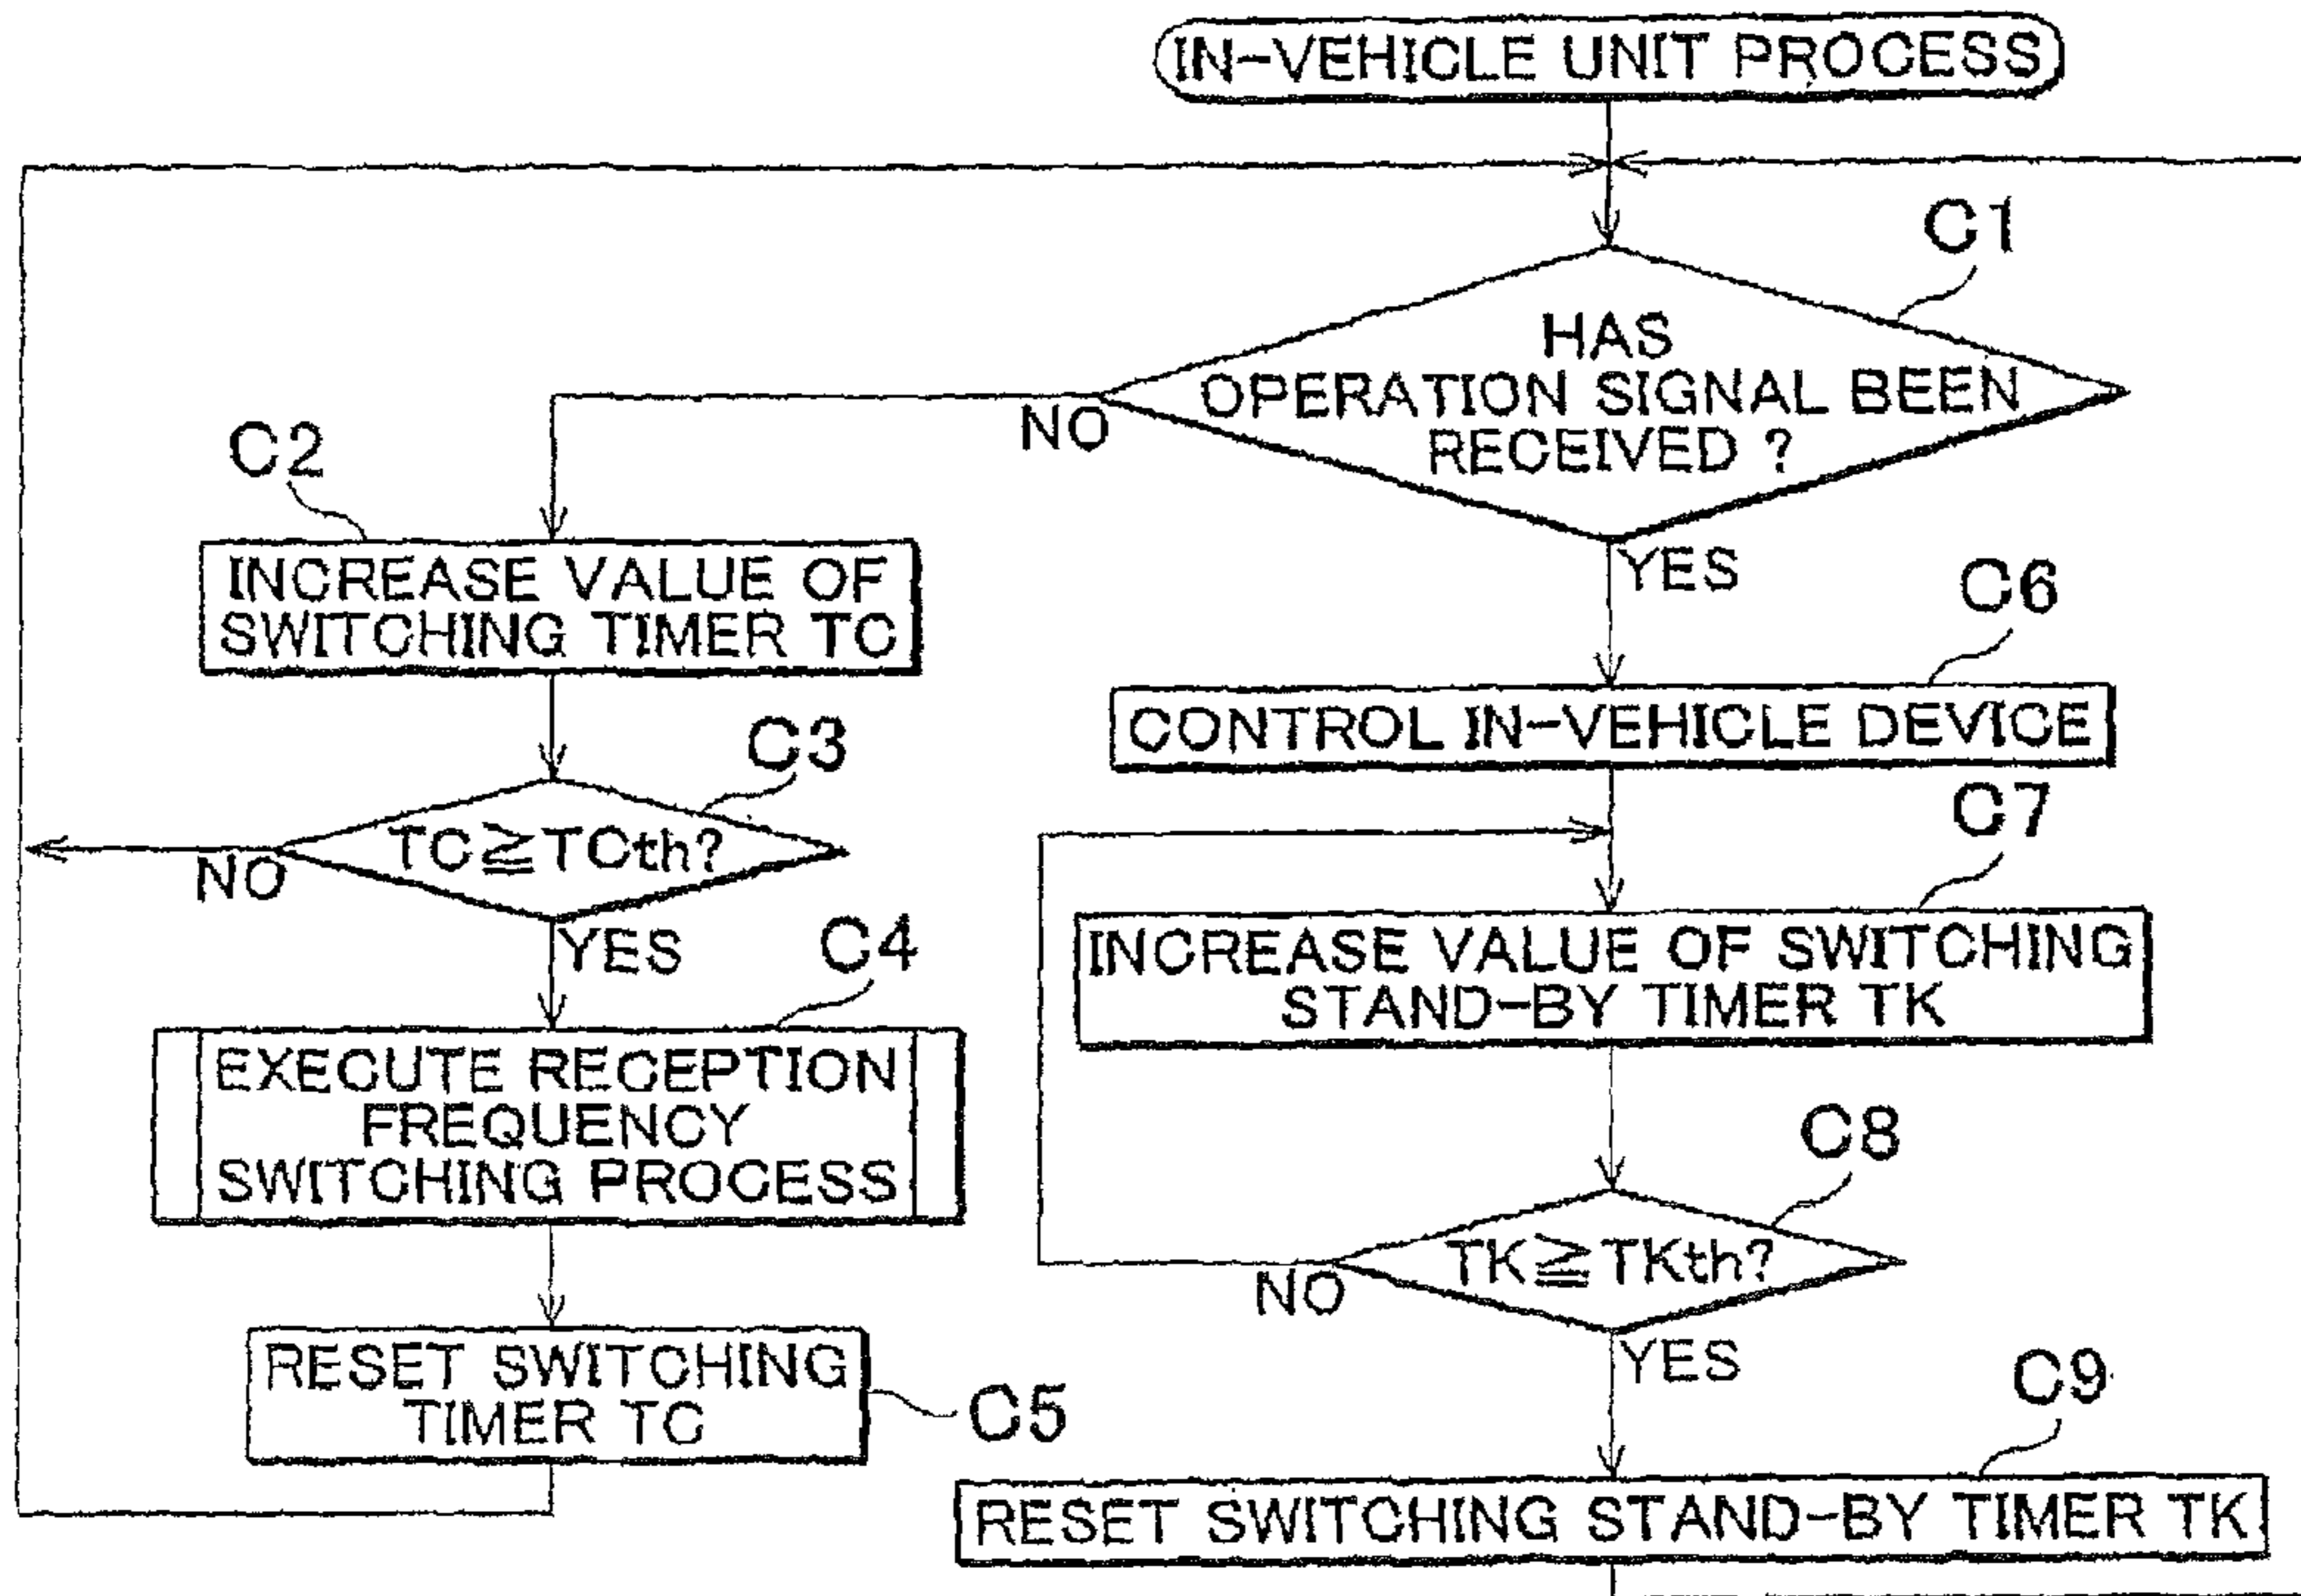 IN-VEHICLE UNIT PROCESS
C1
HAS
OPERATION SIGNAL BEEN
RECEIVED ?
NO
YES
C2
INCREASE VALUE OF
SWITCHING TIMER TC
C3
TC≧TCth?
NO
YES
C4
EXECUTE RECEPTION
FREQUENCY
SWITCHING PROCESS
RESET SWITCHING
TIMER TC
C5
C6
CONTROL IN-VEHICLE DEVICE
C7
INCREASE VALUE OF SWITCHING
STAND-BY TIMER TK
C8
TK≧TKth?
NO
YES
C9
RESET SWITCHING STAND-BY TIMER TK